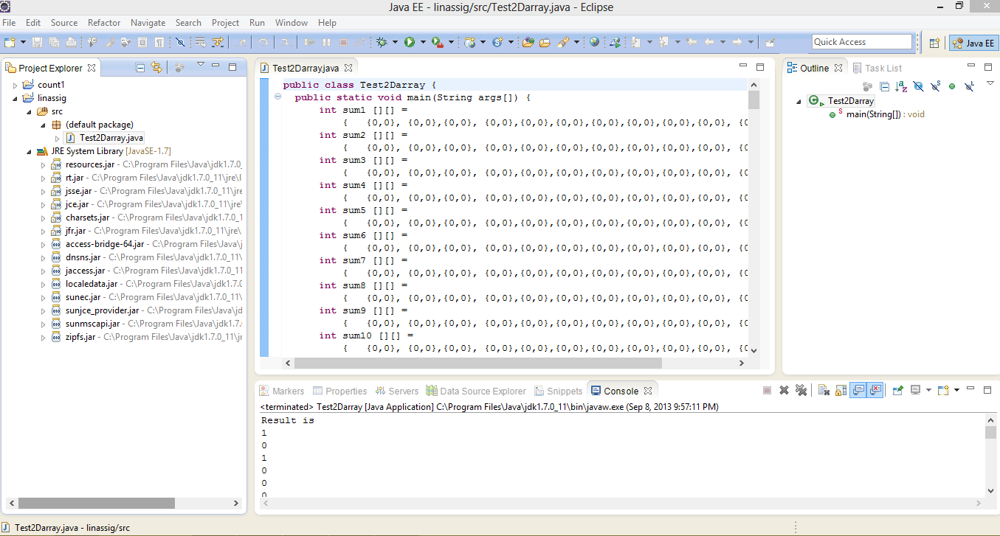 Java EE - linassig/src/Test2Darray.java - Eclipse
File Edit Source Refactor Navigate Search Project Run Window Help
Quick Access
Java EE
Project Explorer
count1
linassig
src
(default package)
Test2Darray.java
JRE System Library [JavaSE-1.7]
resources.jar - C:\Program Files\Java\jdk1.7.0_
rt.jar - C:\Program Files\Java\jdk1.7.0_11\jre\l
jsse.jar - C:\Program Files\Java\jdk1.7.0_11\jre
jce.jar - C:\Program Files\Java\jdk1.7.0_11\jre\
charsets.jar - C:\Program Files\Java\jdk1.7.0_1
jfr.jar - C:\Program Files\Java\jdk1.7.0_11\jre\
access-bridge-64.jar - C:\Program Files\Java\j
dnsns.jar - C:\Program Files\Java\jdk1.7.0_11\
jaccess.jar - C:\Program Files\Java\jdk1.7.0_11
localedata.jar - C:\Program Files\Java\jdk1.7.0
sunec.jar - C:\Program Files\Java\jdk1.7.0_11\
sunjce_provider.jar - C:\Program Files\Java\jd
sunmscapi.jar - C:\Program Files\Java\jdk1.7.
zipfs.jar - C:\Program Files\Java\jdk1.7.0_11\jr
Test2Darray.java
public class Test2Darray {
public static void main(String args[]) {
int sum1 [][] =
{ {0,0}, {0,0},{0,0}, {0,0},{0,0},{0,0},{0,0},{0,0},{0,0},{0,0}, {0
int sum2 [][] =
{ {0,0}, {0,0},{0,0}, {0,0},{0,0},{0,0},{0,0},{0,0},{0,0},{0,0}, {0
int sum3 [][] =
{ {0,0}, {0,0},{0,0}, {0,0},{0,0},{0,0},{0,0},{0,0},{0,0},{0,0}, {0
int sum4 [][] =
{ {0,0}, {0,0},{0,0}, {0,0},{0,0},{0,0},{0,0},{0,0},{0,0},{0,0}, {0
int sum5 [][] =
{ {0,0}, {0,0},{0,0}, {0,0},{0,0},{0,0},{0,0},{0,0},{0,0},{0,0}, {0
int sum6 [][] =
{ {0,0}, {0,0},{0,0}, {0,0},{0,0},{0,0},{0,0},{0,0},{0,0},{0,0}, {0
int sum7 [][] =
{ {0,0}, {0,0},{0,0}, {0,0},{0,0},{0,0},{0,0},{0,0},{0,0},{0,0}, {0
int sum8 [][] =
{ {0,0}, {0,0},{0,0}, {0,0},{0,0},{0,0},{0,0},{0,0},{0,0},{0,0}, {0
int sum9 [][] =
{ {0,0}, {0,0},{0,0}, {0,0},{0,0},{0,0},{0,0},{0,0},{0,0},{0,0}, {0
int sum10 [][] =
{ {0,0}, {0,0},{0,0}, {0,0},{0,0},{0,0},{0,0},{0,0},{0,0},{0,0}, {0
Outline Task List
Test2Darray
main(String[]) : void
Markers Properties Servers Data Source Explorer Snippets Console
<terminated> Test2Darray [Java Application] C:\Program Files\Java\jdk1.7.0_11\bin\javaw.exe (Sep 8, 2013 9:57:11 PM)
Result is
1
0
1
0
0
0
Test2Darray.java - linassig/src